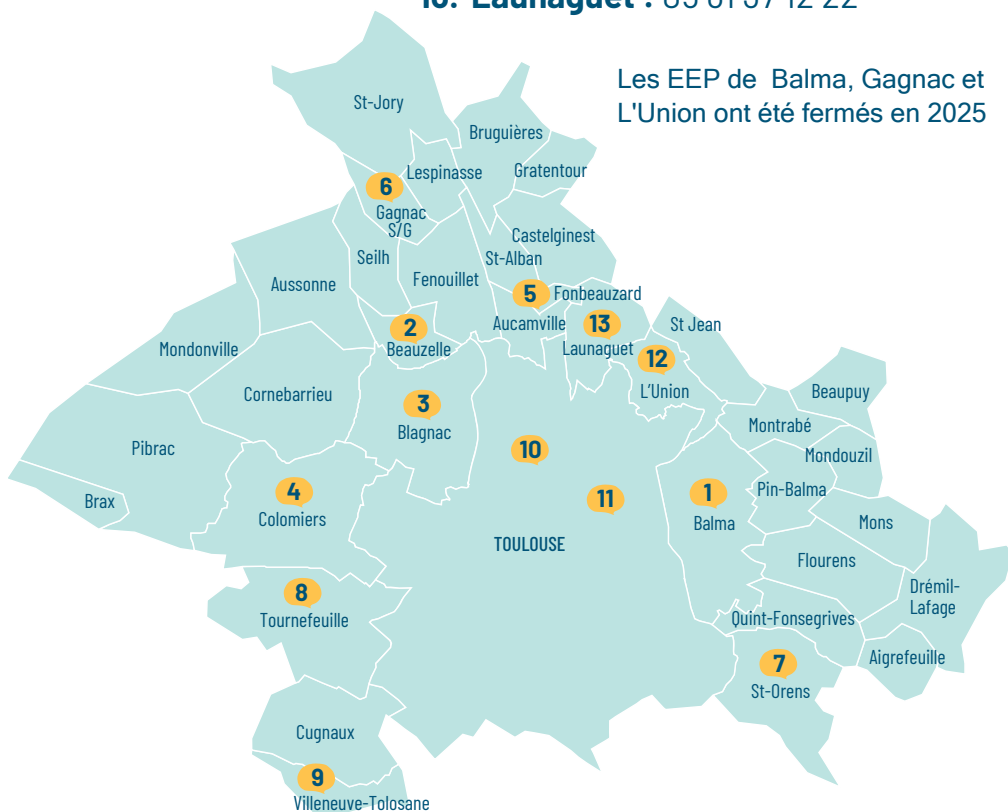 Les EEP de Balma, Gagnac et
L'Union ont été fermés en 2025
St-Jory
Bruguières
Lespinasse
Gratentour
6
Gagnac
S/G
Castelginest
Seilh
St-Alban
Fenouillet
Aussonne
5
Fonbeauzard
2
Aucamville
13
St Jean
Beauzelle
Launaguet
Mondonville
12
L'Union
Beaupuy
Cornebarrieu
3
Blagnac
Montrabé
Pibrac
10
Mondouzil
4
11
1
Pin-Balma
Brax
Colomiers
Balma
Mons
TOULOUSE
Flourens
8
Drémil-
Lafage
Tournefeuille
Quint-Fonsegrives
7
Aigrefeuille
St-Orens
Cugnaux
9
Villeneuve-Tolosane